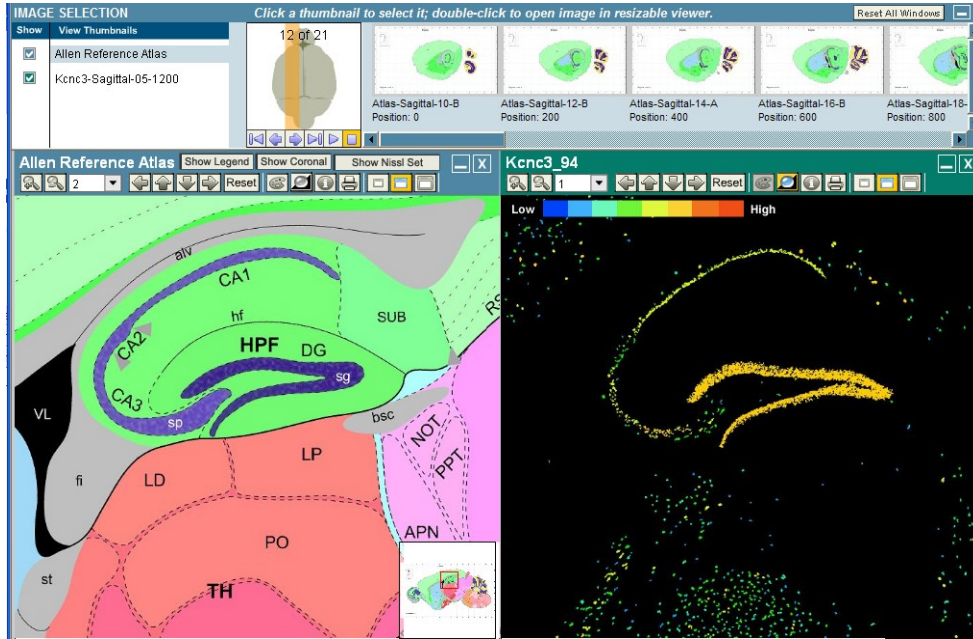 IMAGE SELECTION Click a thumbnail to select it; double-click to open image in resizable viewer. Reset All Windows
Show View Thumbnails
Allen Reference Atlas
Kcnc3-Sagittal-05-1200
12 of 21
Atlas-Sagittal-10-B Atlas-Sagittal-12-B Atlas-Sagittal-14-A Atlas-Sagittal-16-B Atlas-Sagittal-18-
Position: 0 Position: 200 Position: 400 Position: 600 Position: 800
Allen Reference Atlas Show Legend Show Coronal Show Nissl Set X
2 Reset
alv
CA1
SUB
RS
hf
CA2
HPF
DG
sg
CA3
sp
VL
bsc
NOT
PPT
fi
LD
LP
APN
PO
st
TH
Kcnc3_94 X
1 Reset
Low High